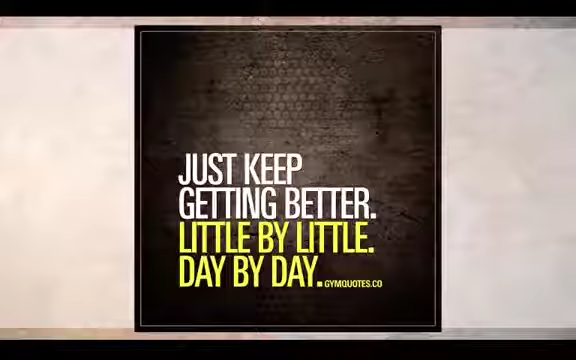 JUST KEEP
GETTING BETTER.
LITTLE BY LITTLE.
DAY BY DAY. GYMQUOTES.CO